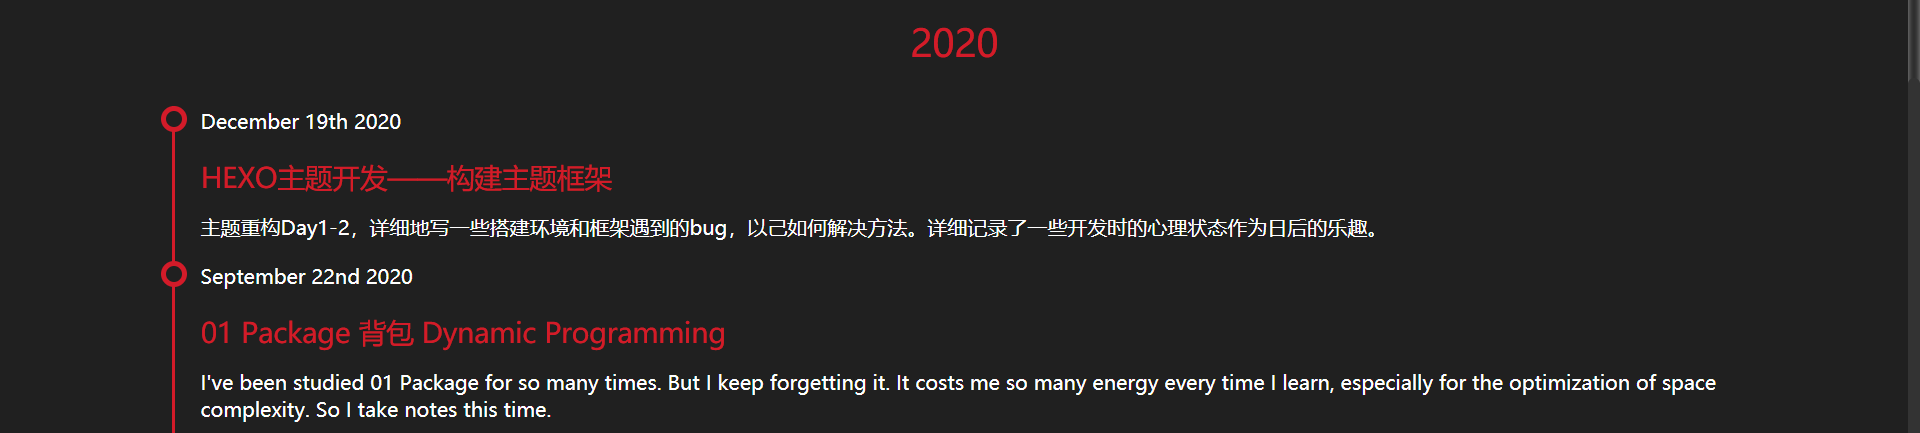 2020
December 19th 2020
HEXO主题开发——构建主题框架
主题重构Day1-2，详细地写一些搭建环境和框架遇到的bug，以己如何解决方法。详细记录了一些开发时的心理状态作为日后的乐趣。
September 22nd 2020
01 Package 背包 Dynamic Programming
I've been studied 01 Package for so many times. But I keep forgetting it. It costs me so many energy every time I learn, especially for the optimization of space
complexity. So I take notes this time.